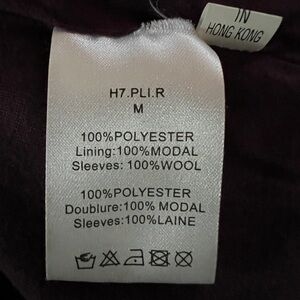 IN
HONG KONG
H7.PLI.R
M
100%POLYESTER
Lining:100%MODAL
Sleeves: 100%WOOL
100%POLYESTER
Doublure:100% MODAL
Sleeves:100%LAINE